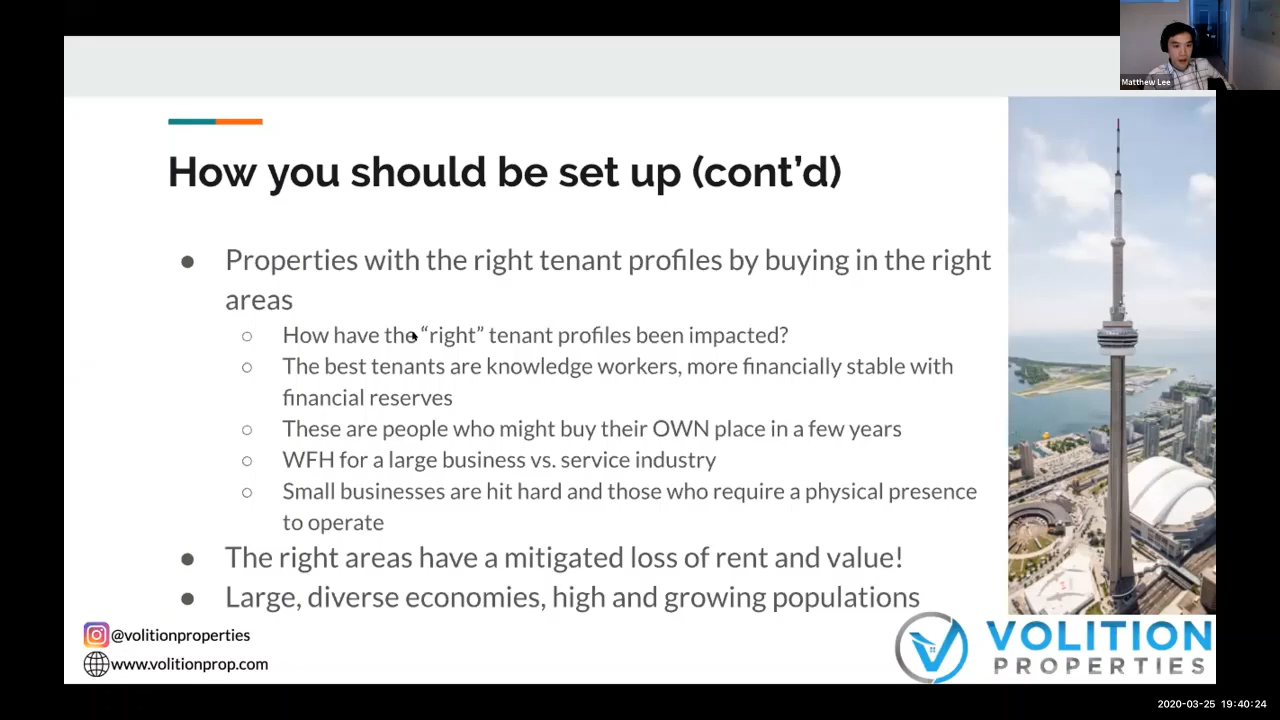 Matthew Lee
How you should be set up (cont’d)
● Properties with the right tenant profiles by buying in the right
areas
○ How have the “right” tenant profiles been impacted?
○ The best tenants are knowledge workers, more financially stable with
financial reserves
○ These are people who might buy their OWN place in a few years
○ WFH for a large business vs. service industry
○ Small businesses are hit hard and those who require a physical presence
to operate
● The right areas have a mitigated loss of rent and value!
● Large, diverse economies, high and growing populations
@volitionproperties
www.volitionprop.com
VOLITION
PROPERTIES
2020-03-25 19:40:24